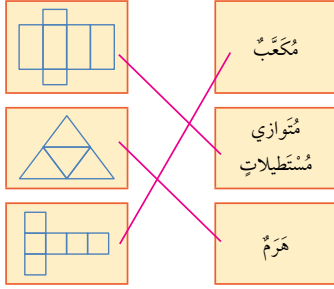 مُكَعَّبٌ
مُتَوازي
مُسْتَطيلاتٍ
هَرَمٌ